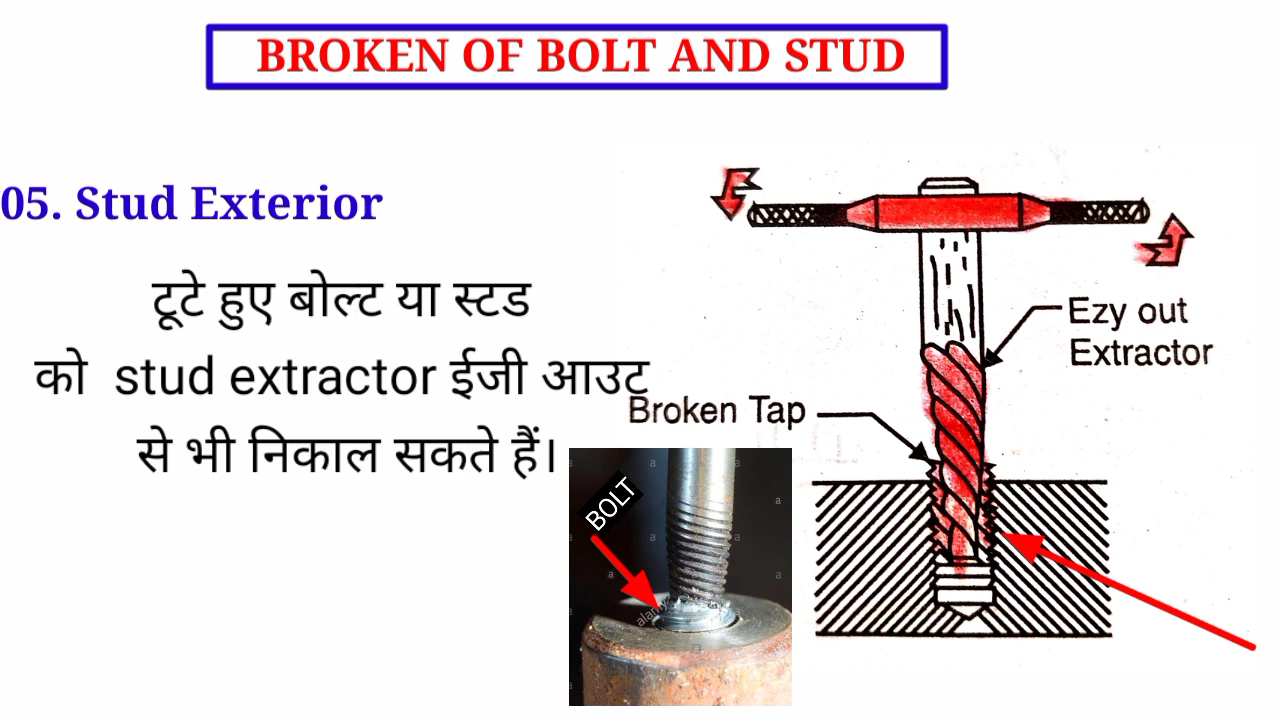 BROKEN OF BOLT AND STUD
05. Stud Exterior
टूटे हुए बोल्ट या स्टड
को stud extractor ईजी आउट
से भी निकाल सकते हैं।
Ezy out
Extractor
Broken Tap
BOLT